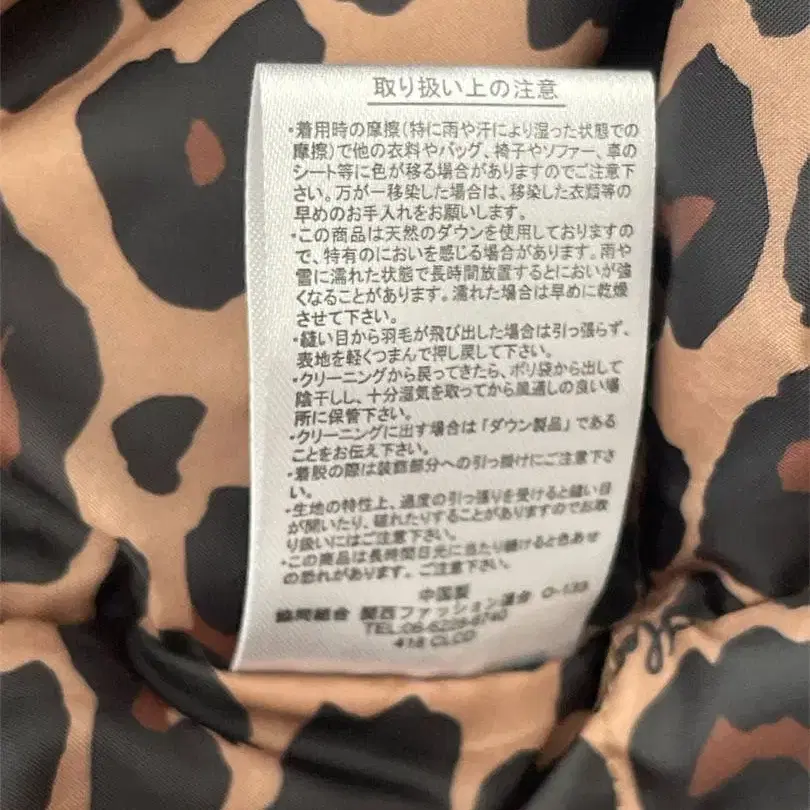 取り扱い上の注意
・着用時の摩擦(特に雨や汗により湿った状態での
摩擦)で他の衣料やバッグ、椅子やソファー、車の
シート等に色が移る場合がありますのでご注意下
さい。万が一移染した場合は、移染した衣類等の
早めのお手入れをお願いします。
・この商品は天然のダウンを使用しておりますの
で、特有のにおいを感じる場合があります。雨や
雪に濡れた状態で長時間放置するとにおいが強
くなることがあります。濡れた場合は早めに乾燥
させて下さい。
・縫い目から羽毛が飛び出した場合は引っ張らず、
表地を軽くつまんで押し戻して下さい。
・クリーニングから戻ってきたら、ポリ袋から出して
陰干しし、十分湿気を取ってから風通しの良い場
所に保管下さい。
・クリーニングに出す場合は「ダウン製品」である
ことをお伝え下さい。
・着脱の際は装飾部分への引っ掛けにご注意下さ
い。
・生地の特性上、過度の引っ張りを受けると縫い目
が開いたり、破れたりすることがありますのでお取
り扱いにはご注意下さい。
・この商品は長時間日光に当たり続けると色あせ
の恐れがあります。ご注意下さい。
中国製
協同組合 関西ファッション連合 O-133
TEL:06-6228-6740
418 CLCD